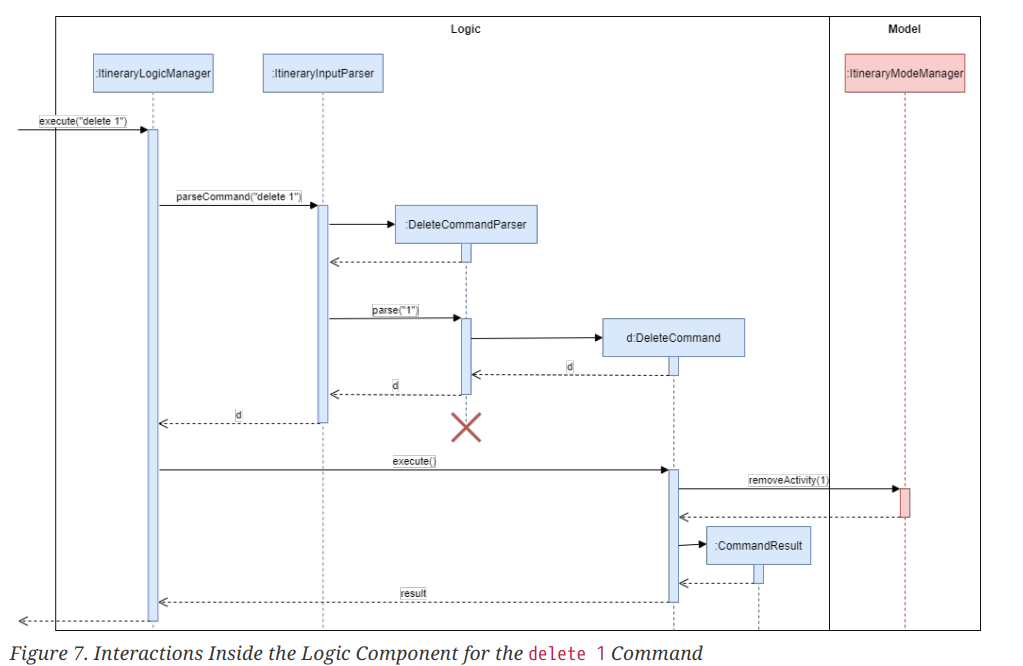 Logic
Model
:ItineraryLogicManager
:ItineraryInputParser
:ItineraryModeManager
execute("delete 1")
parseCommand("delete 1")
:DeleteCommandParser
parse("1")
d:DeleteCommand
d
d
d
execute()
removeActivity(1)
:CommandResult
result
Figure 7. Interactions Inside the Logic Component for the delete 1 Command